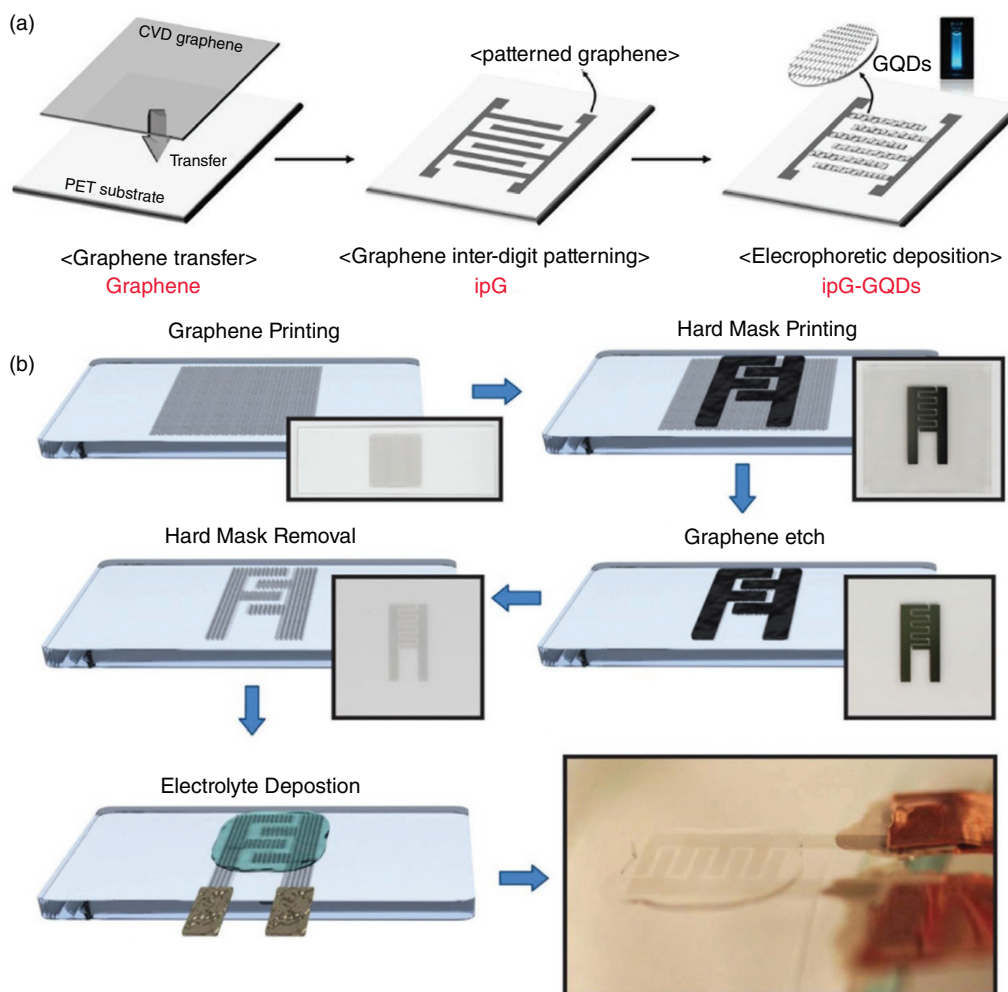 (a)
CVD graphene
Transfer
PET substrate
<patterned graphene>
GQDs
<Graphene transfer>
Graphene
<Graphene inter-digit patterning>
ipG
<Elecrophoretic deposition>
ipG-GQDs
(b)
Graphene Printing
Hard Mask Printing
Hard Mask Removal
Graphene etch
Electrolyte Depostion